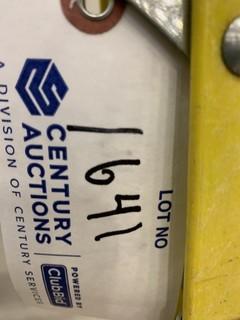 CENTURY
AUCTIONS
A DIVISION OF CENTURY SERVICES
POWERED BY
ClubBid
LOT NO
1641